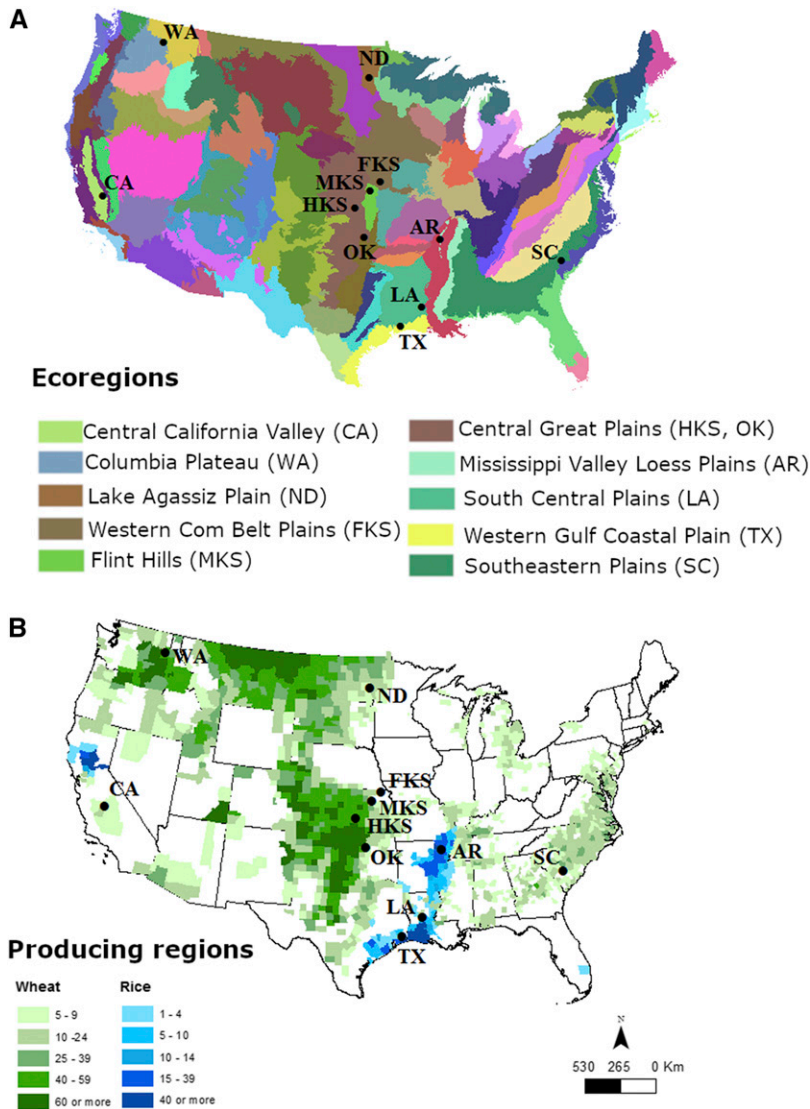 A
WA
ND
FKS
MKS
CA
HKS
AR
OK
SC
LA
TX
Ecoregions
Central California Valley (CA)
Columbia Plateau (WA)
Lake Agassiz Plain (ND)
Western Com Belt Plains (FKS)
Flint Hills (MKS)
Central Great Plains (HKS, OK)
Mississippi Valley Loess Plains (AR)
South Central Plains (LA)
Western Gulf Coastal Plain (TX)
Southeastern Plains (SC)
B
WA
ND
FKS
CA
MKS
HKS
OK
AR
SC
LA
TX
Producing regions
Wheat
5 - 9
10 -24
25 - 39
40 - 59
60 or more
Rice
1 - 4
5 - 10
10 - 14
15 - 39
40 or more
N
530 265 0 Km